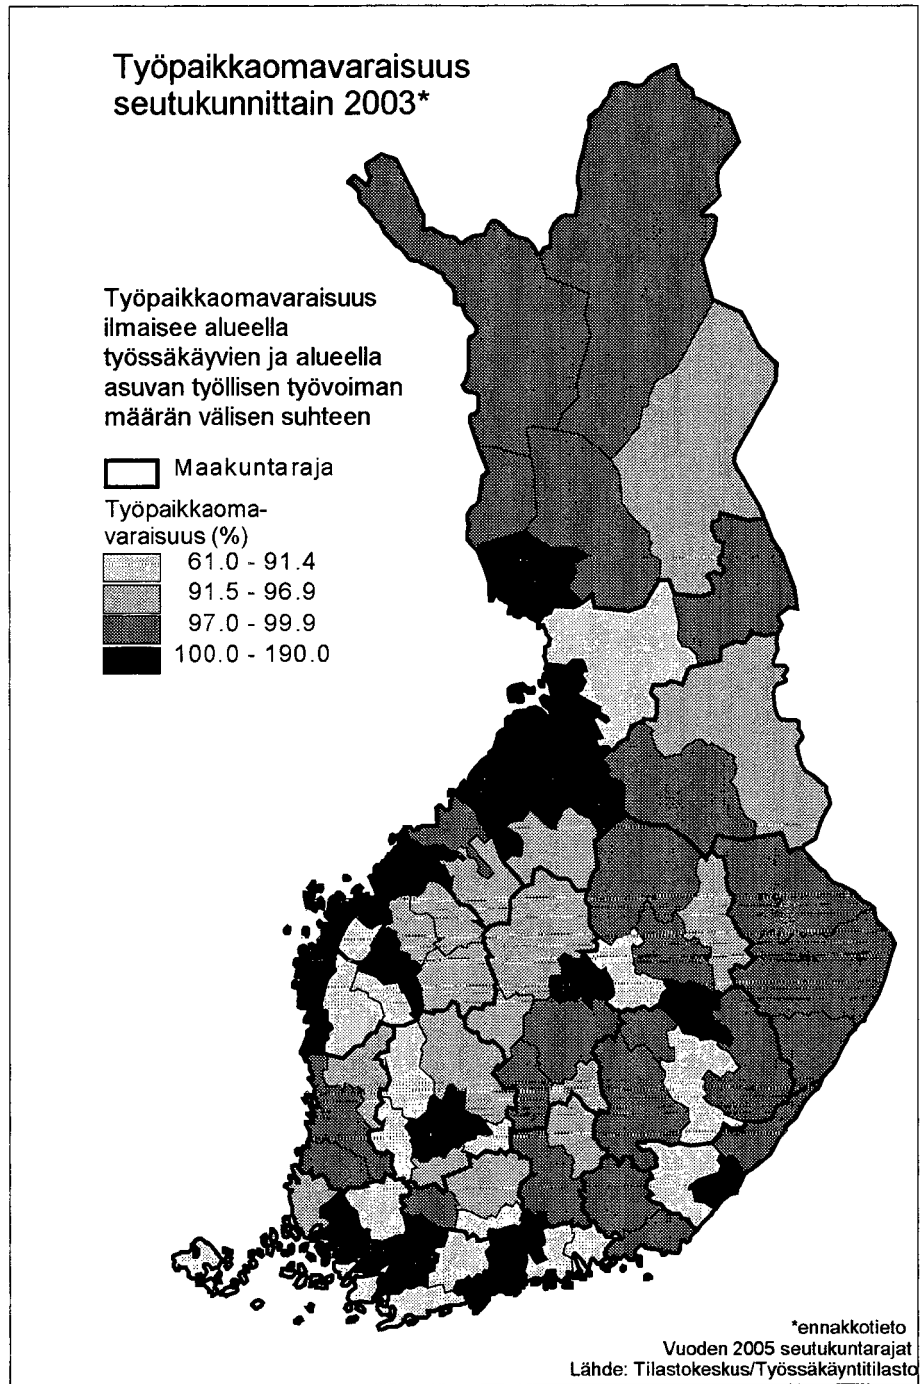 Työpaikkaomavaraisuus
seutukunnittain 2003*
Työpaikkaomavaraisuus
ilmaisee alueella
työssäkäyvien ja alueella
asuvan työllisen työvoiman
määrän välisen suhteen
Maakuntaraja
Työpaikkaoma-
varaisuus (%)
61.0 - 91.4
91.5 - 96.9
97.0 - 99.9
100.0 - 190.0
*ennakkotieto
Vuoden 2005 seutukuntarajat
Lähde: Tilastokeskus/Työssäkäyntitilasto